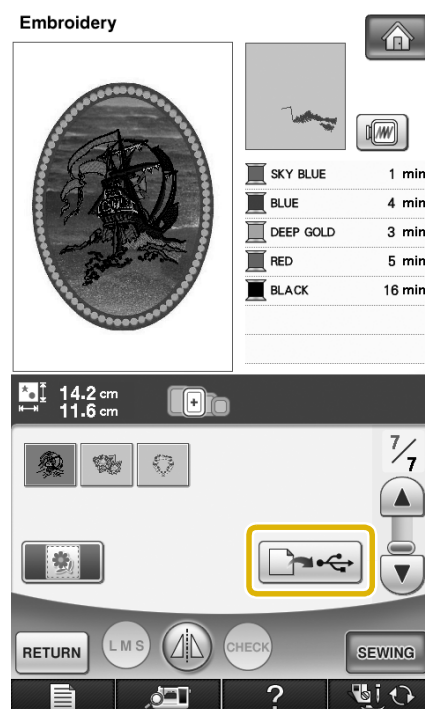 Embroidery
SKY BLUE 1 min
BLUE 4 min
DEEP GOLD 3 min
RED 5 min
BLACK 16 min
14.2 cm
11.6 cm
7/7
RETURN
L M S
CHECK
SEWING
?